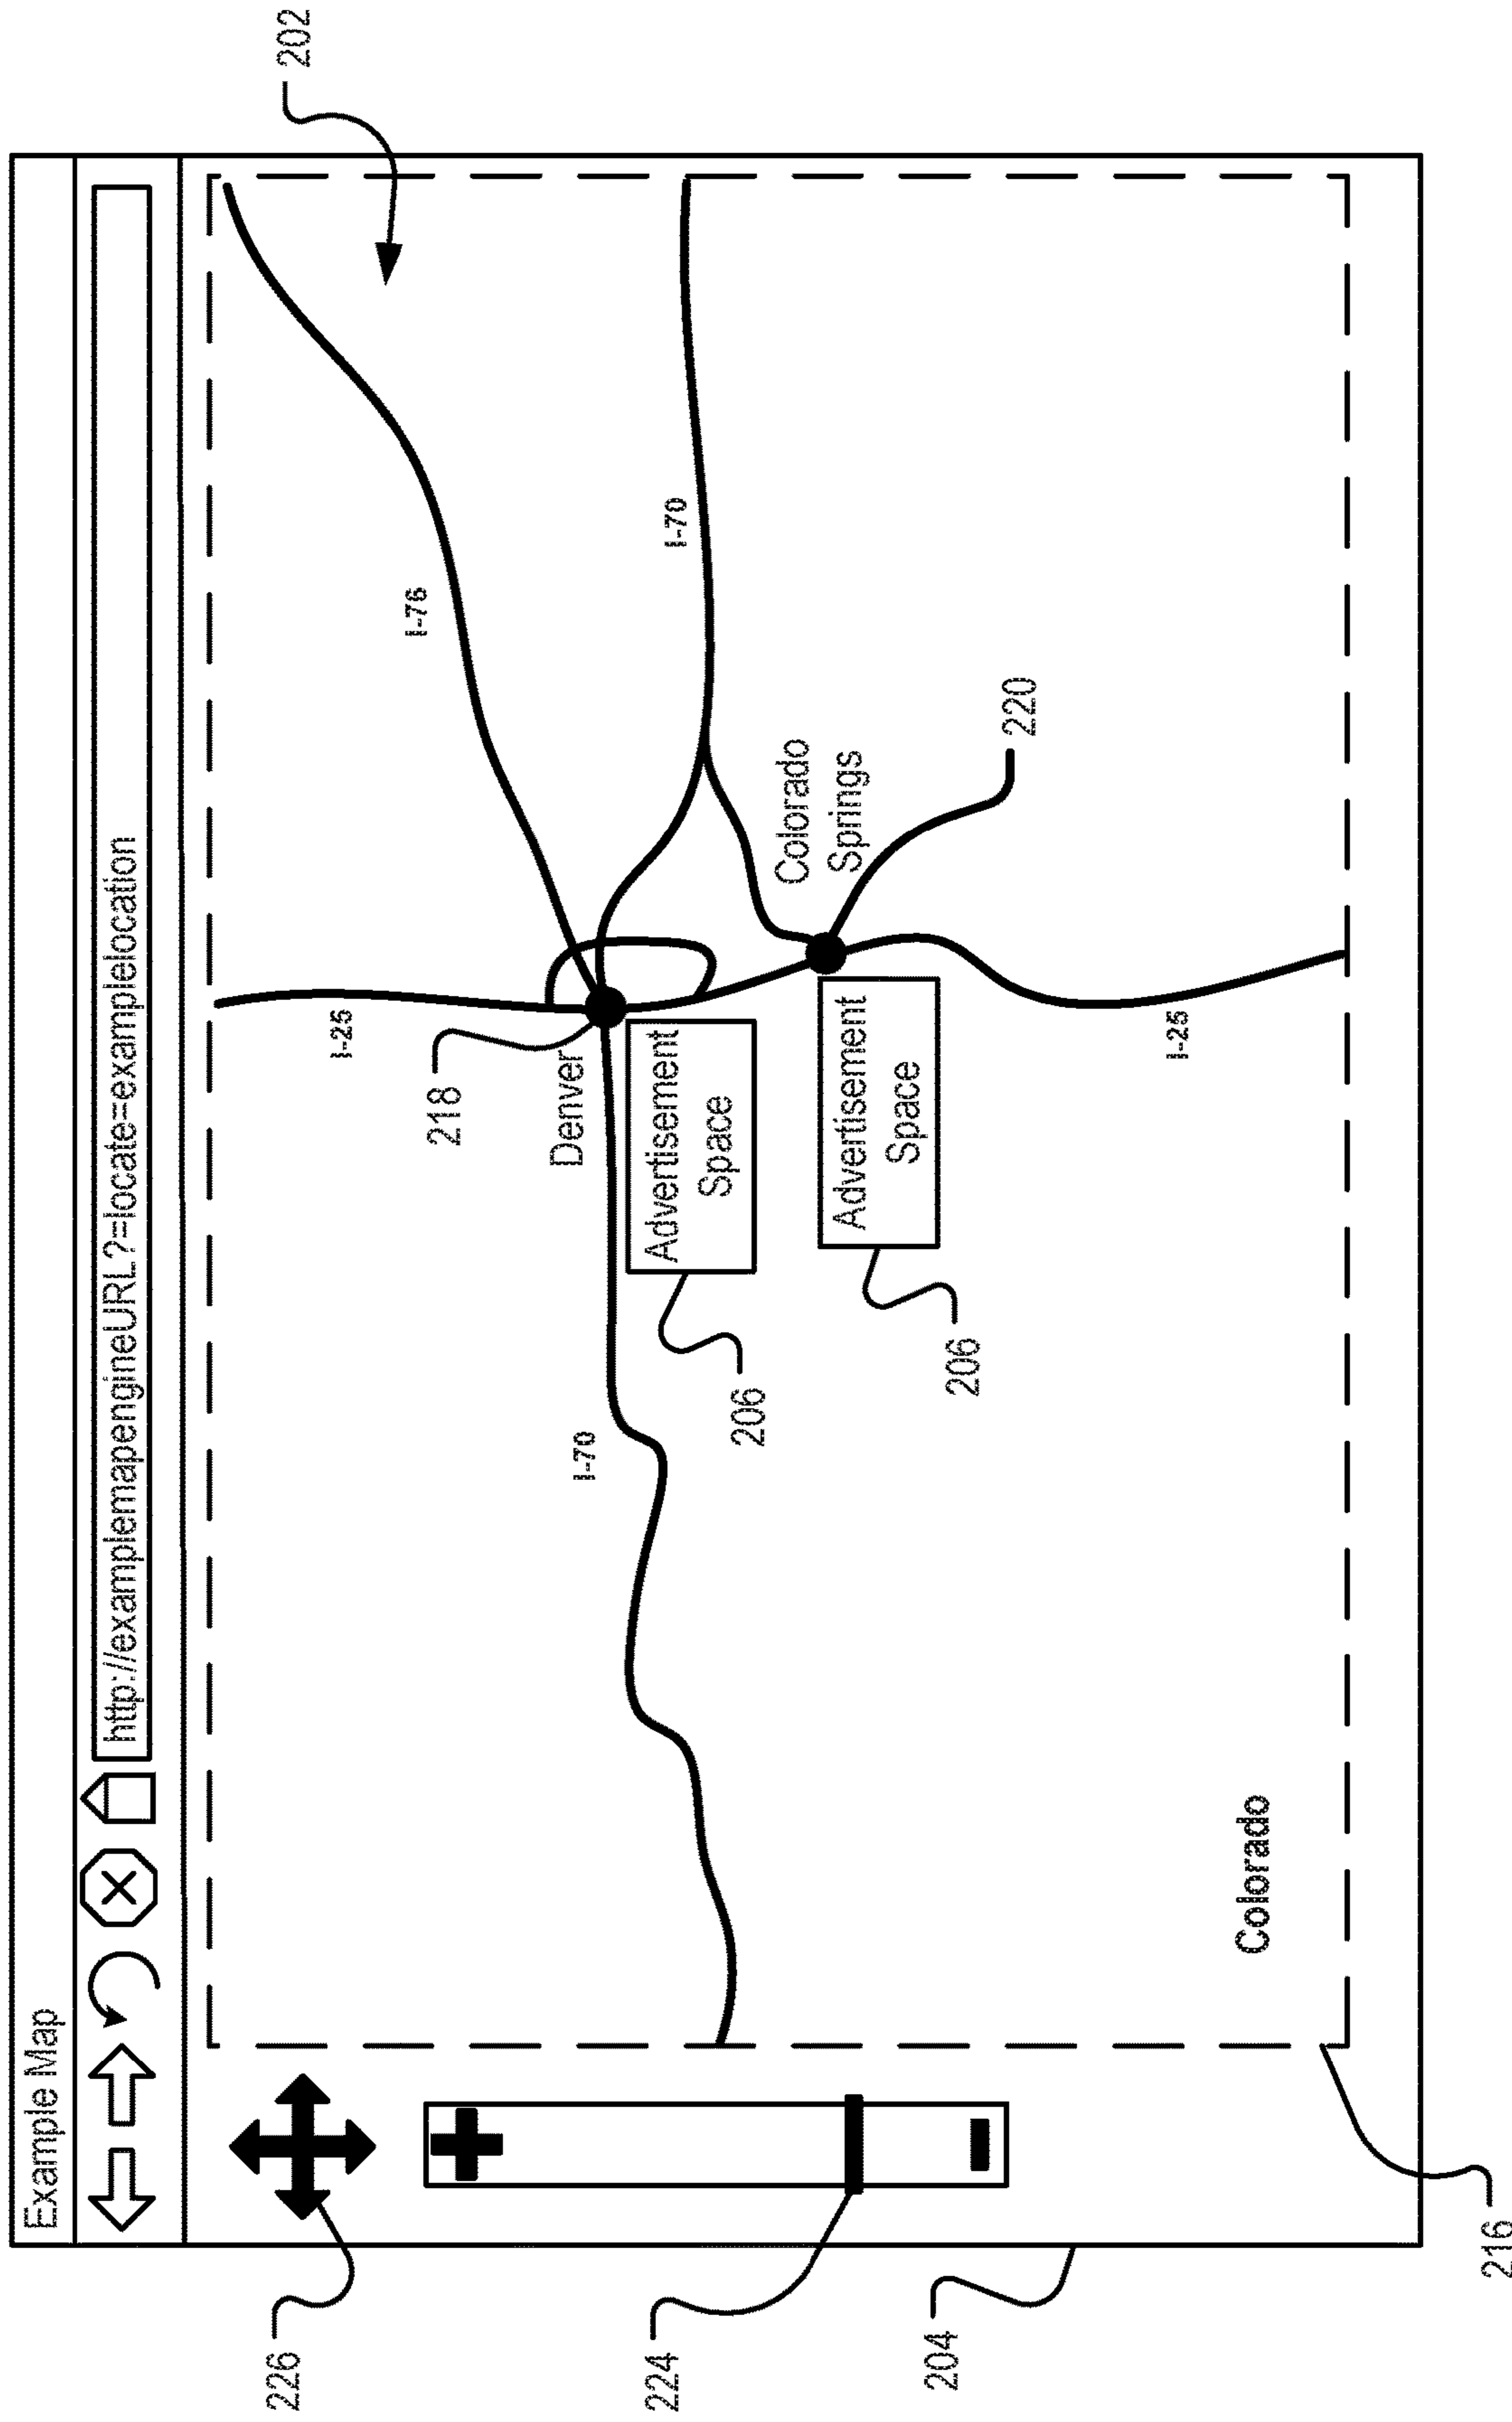 Example Map
http://examplemapengineURL?=locate=examplelocation
202
226
I-25
I-76
218
Denver
I-70
I-70
Advertisement
Space
206
224
Colorado
Springs
Advertisement
Space
206
220
204
I-25
Colorado
216